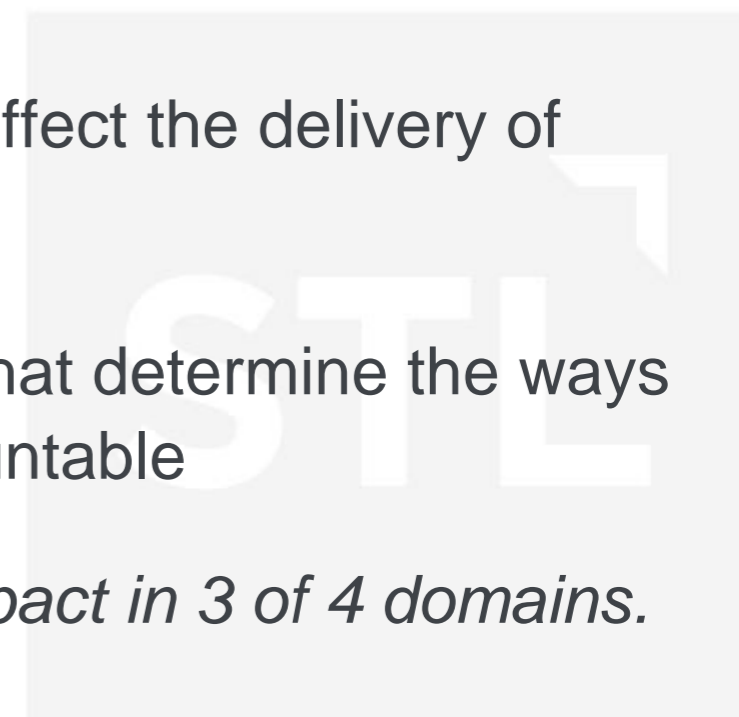 ffect the delivery of
STL
hat determine the ways
ntable
pact in 3 of 4 domains.